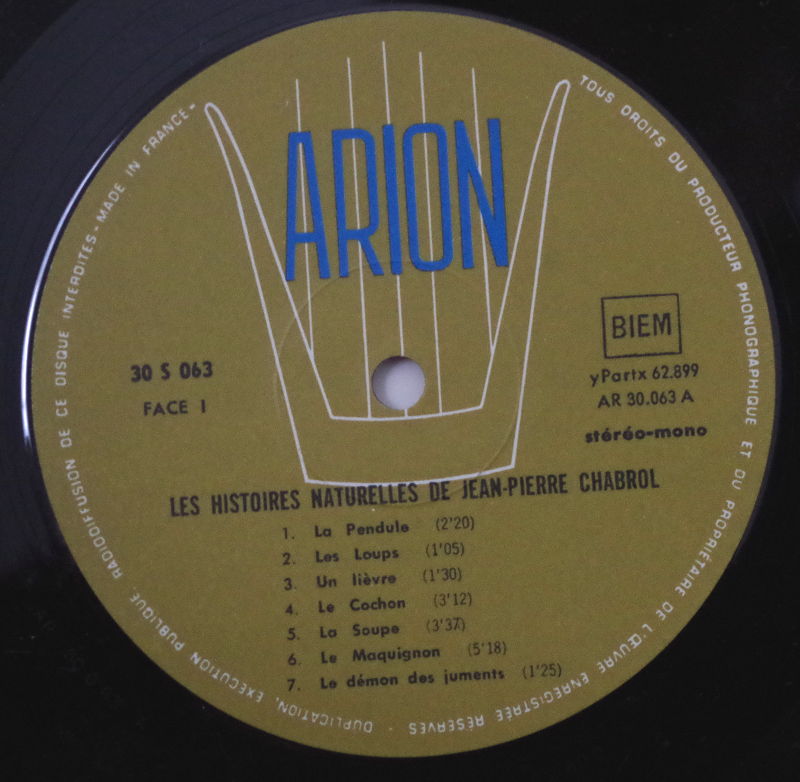 ARION
30 S 063
FACE 1
BIEM
yPartx 62.899
AR 30.063 A
stéréo-mono
LES HISTOIRES NATURELLES DE JEAN-PIERRE CHABROL
1. La Pendule (2'20)
2. Les Loups (1'05)
3. Un lièvre (1'30)
4. Le Cochon (3'12)
5. La Soupe (3'37)
6. Le Maquignon (5'18)
7. Le démon des juments (1'25)
TOUS DROITS DU PRODUCTEUR PHONOGRAPHIQUE ET DU PROPRIÉTAIRE DE L'ŒUVRE ENREGISTRÉE RÉSERVÉS - DUPLICATION, EXÉCUTION PUBLIQUE, RADIODIFFUSION DE CE DISQUE INTERDITES - MADE IN FRANCE -